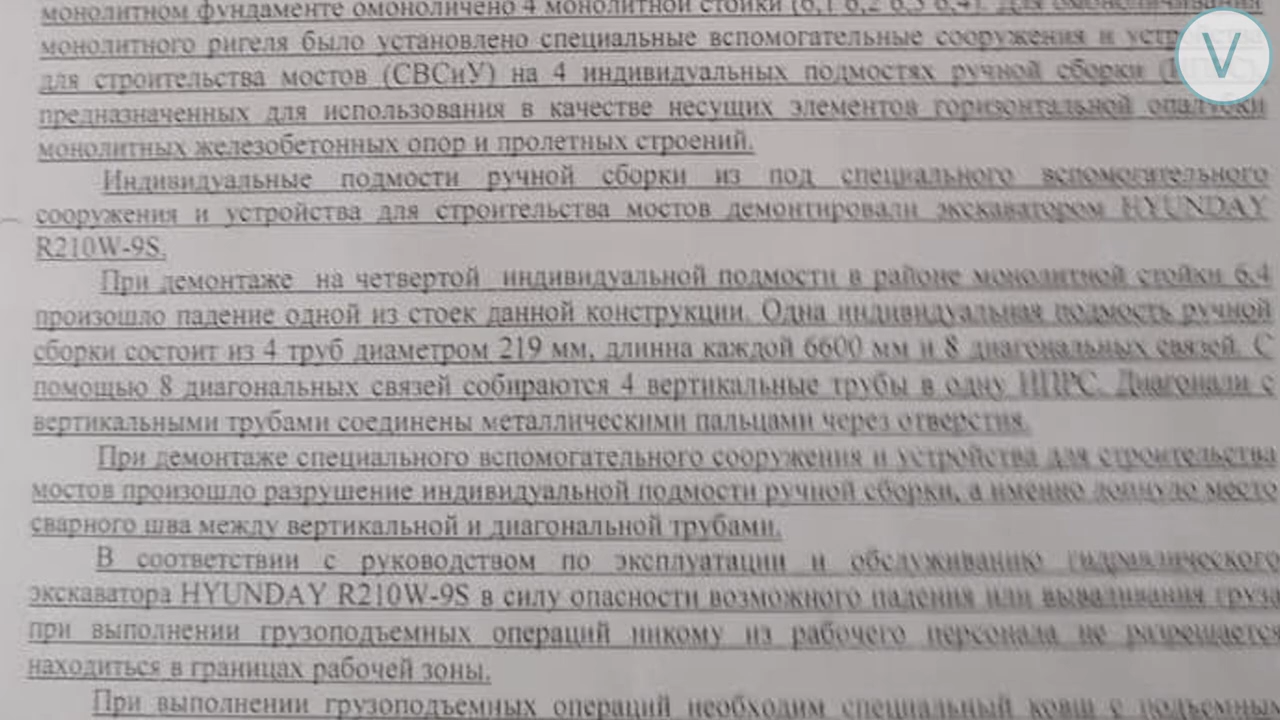 монолитном фундаменте омоноличено 4 монолитной стойки (6,1 6,2 6,3 6,4). Для омоноличивания
монолитного ригеля было установлено специальные вспомогательные сооружения и
для строительства мостов (СВСиУ) на 4 индивидуальных подмостях ручной сборки
предназначенных для использования в качестве несущих элементов горизонтальной опалубки
монолитных железобетонных опор и пролетных строений.
Индивидуальные подмости ручной сборки из под специального вспомогательного
сооружения и устройства для строительства мостов демонтировали экскаватором HYUNDAY
R210W-9S.
При демонтаже на четвертой индивидуальной подмости в районе монолитной стойки 6,4
произошло падение одной из стоек данной конструкции. Одна индивидуальная подмость ручной
сборки состоит из 4 труб диаметром 219 мм, длинна каждой 6600 мм и 8 диагональных связей. С
помощью 8 диагональных связей собираются 4 вертикальные трубы в одну ИПРС. Диагонали с
вертикальными трубами соединены металлическими пальцами через отверстия.
При демонтаже специального вспомогательного сооружения и устройства для строительства
мостов произошло разрушение индивидуальной подмости ручной сборки, а именно лопнуло место
сварного шва между вертикальной и диагональной трубами.
В соответствии с руководством по эксплуатации и обслуживанию гидравлического
экскаватора HYUNDAY R210W-9S в силу опасности возможного падения или вываливания груза
при выполнении грузоподъемных операций никому из рабочего персонала не разрешается
находиться в границах рабочей зоны.
При выполнении грузоподъемных операций необходим специальный ковш с подъемным
V